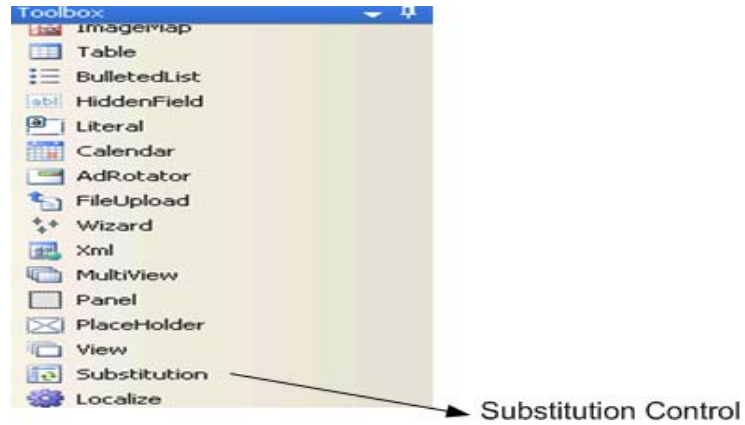 Toolbox
ImageMap
Table
BulletedList
HiddenField
Literal
Calendar
AdRotator
FileUpload
Wizard
Xml
MultiView
Panel
PlaceHolder
View
Substitution
Localize
Substitution Control